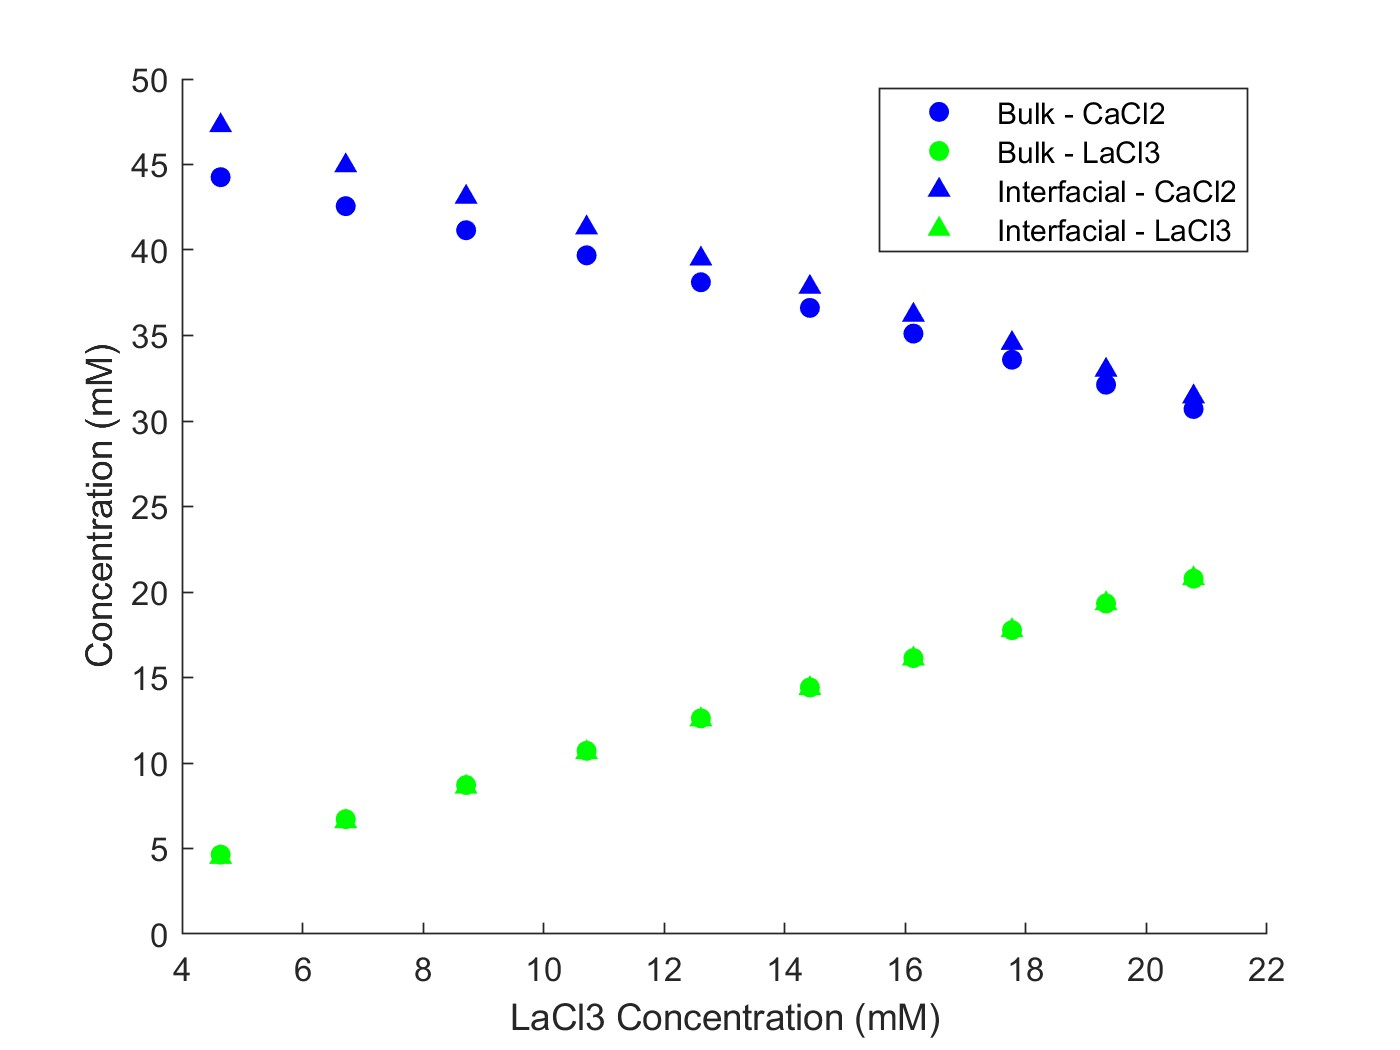 50
45
40
35
30
25
20
15
10
5
0
Concentration (mM)
Bulk - CaCl2
Bulk - LaCl3
Interfacial - CaCl2
Interfacial - LaCl3
4 6 8 10 12 14 16 18 20 22
LaCl3 Concentration (mM)